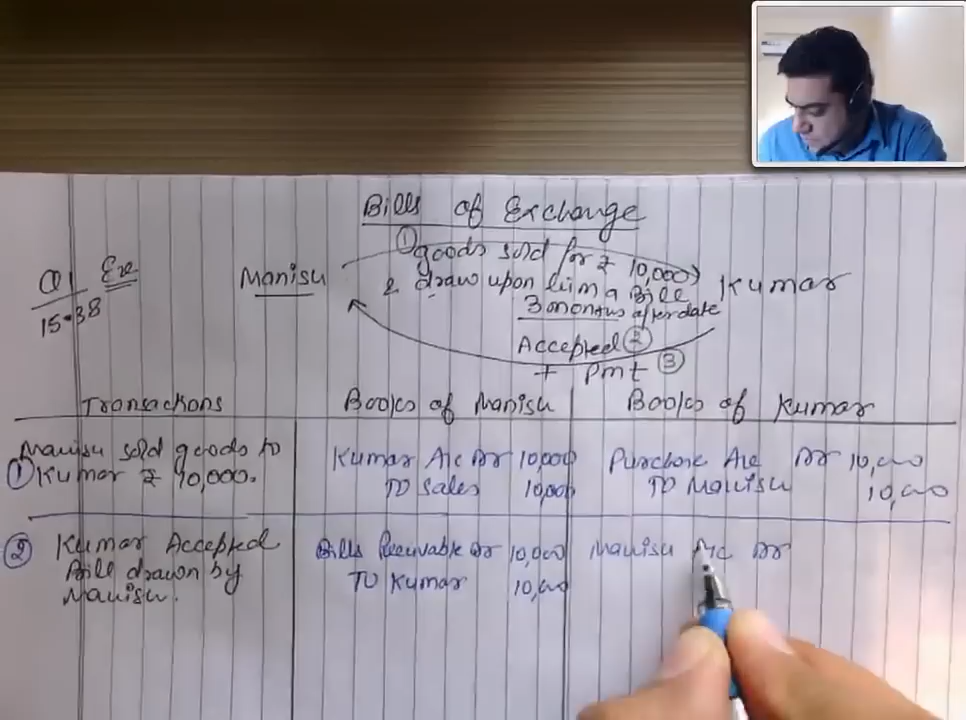 Bills of Exchange
Q1 Exe
15.38
Manish
① goods sold for ₹ 10,000
& draw upon him a Bill
3 months after date
Kumar
Accepted ②
+ Pmt ③
Transactions
Books of Manish
Books of Kumar
Manish sold goods to
① Kumar ₹ 10,000.
Kumar A/c Dr 10,000
To Sales 10,000
Purchase A/c Dr 10,000
To Manish 10,000
② Kumar Accepted
Bill drawn by
Manish.
Bills Receivable Dr 10,000
To Kumar 10,000
Manish A/c Dr